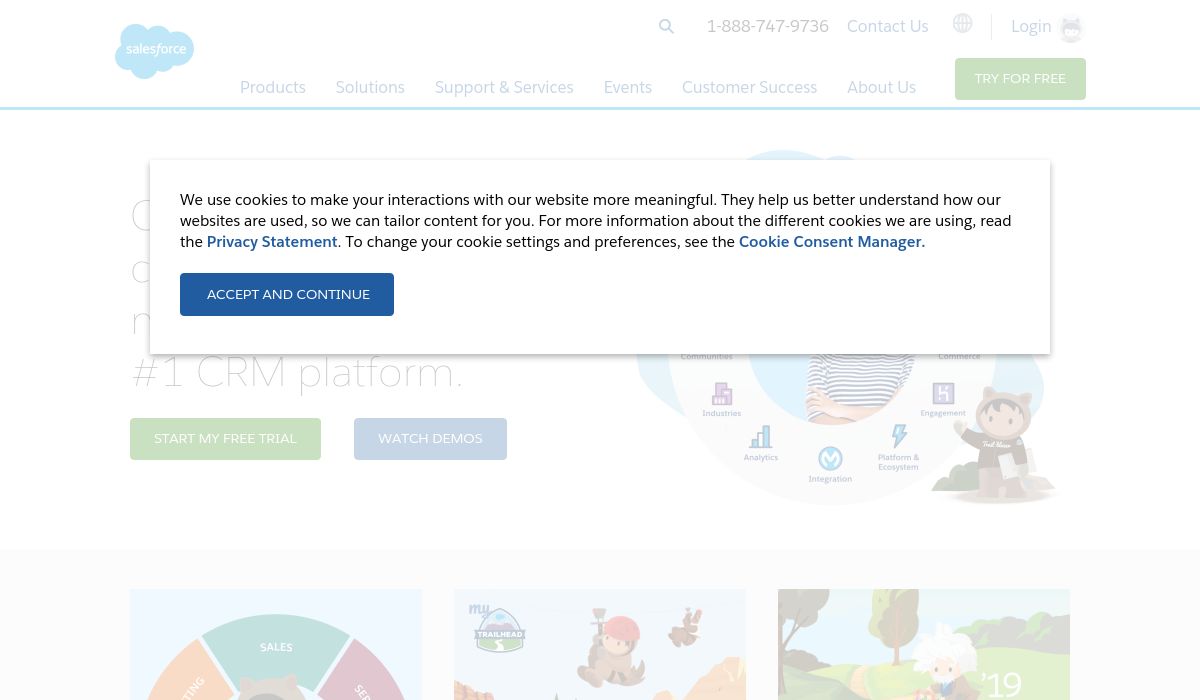 1-888-747-9736 Contact Us Login
salesforce
Products Solutions Support & Services Events Customer Success About Us
TRY FOR FREE
We use cookies to make your interactions with our website more meaningful. They help us better understand how our
websites are used, so we can tailor content for you. For more information about the different cookies we are using, read
the Privacy Statement. To change your cookie settings and preferences, see the Cookie Consent Manager.
ACCEPT AND CONTINUE
#1 CRM platform.
START MY FREE TRIAL
WATCH DEMOS
Communities
Commerce
Industries
Engagement
Analytics
Platform &
Ecosystem
Integration
SALES
my
TRAILHEAD
'19